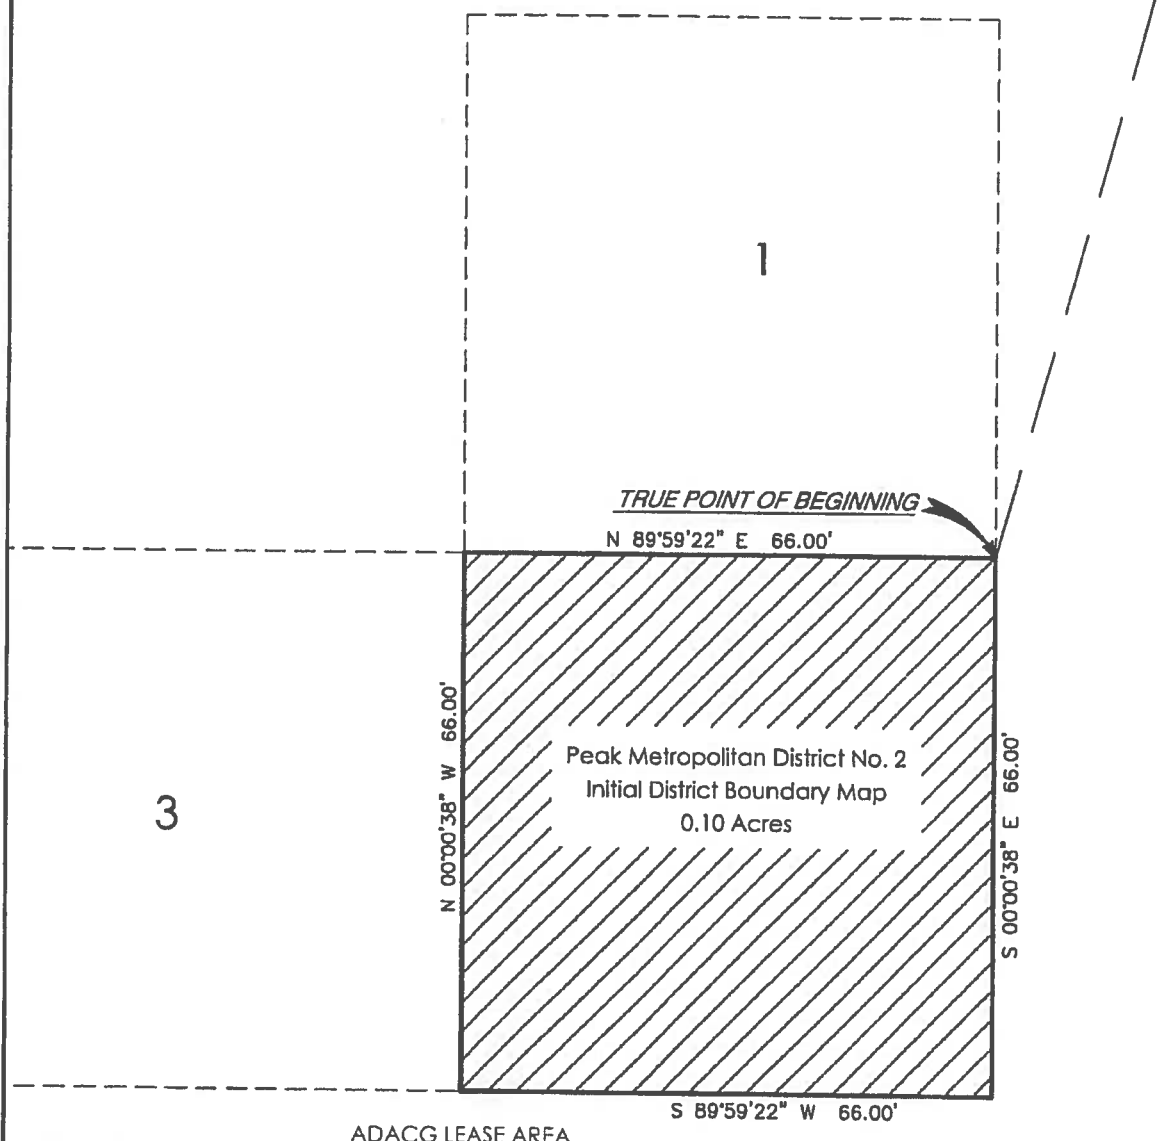 1
TRUE POINT OF BEGINNING
N 89°59'22" E 66.00'
N 00°00'38" W 66.00'
Peak Metropolitan District No. 2
Initial District Boundary Map
0.10 Acres
3
S 00°00'38" E 66.00'
S 89°59'22" W 66.00'
ADACG LEASE AREA